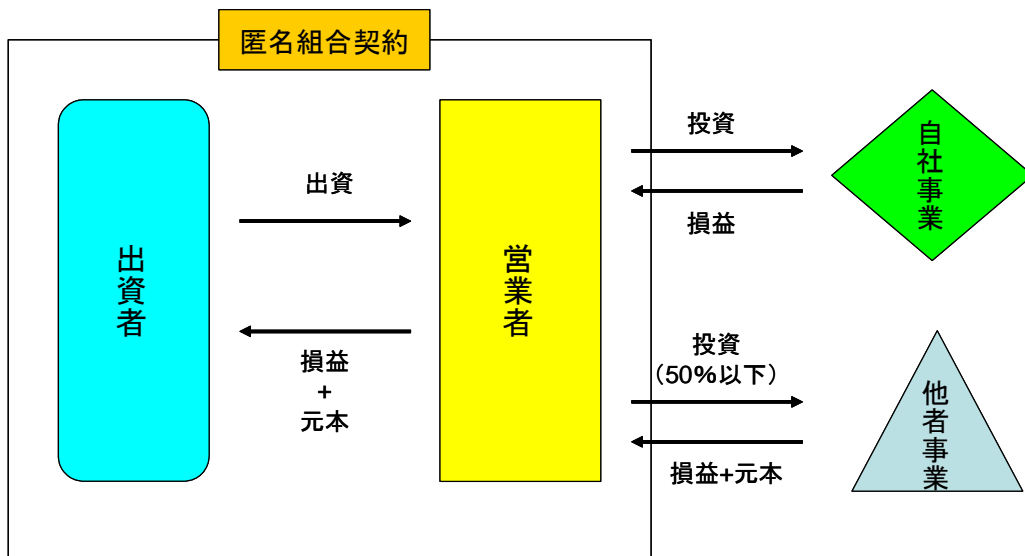 匿名組合契約
出資者
出資
損益
+
元本
営業者
投資
損益
自社事業
投資
（50%以下）
損益+元本
他者事業